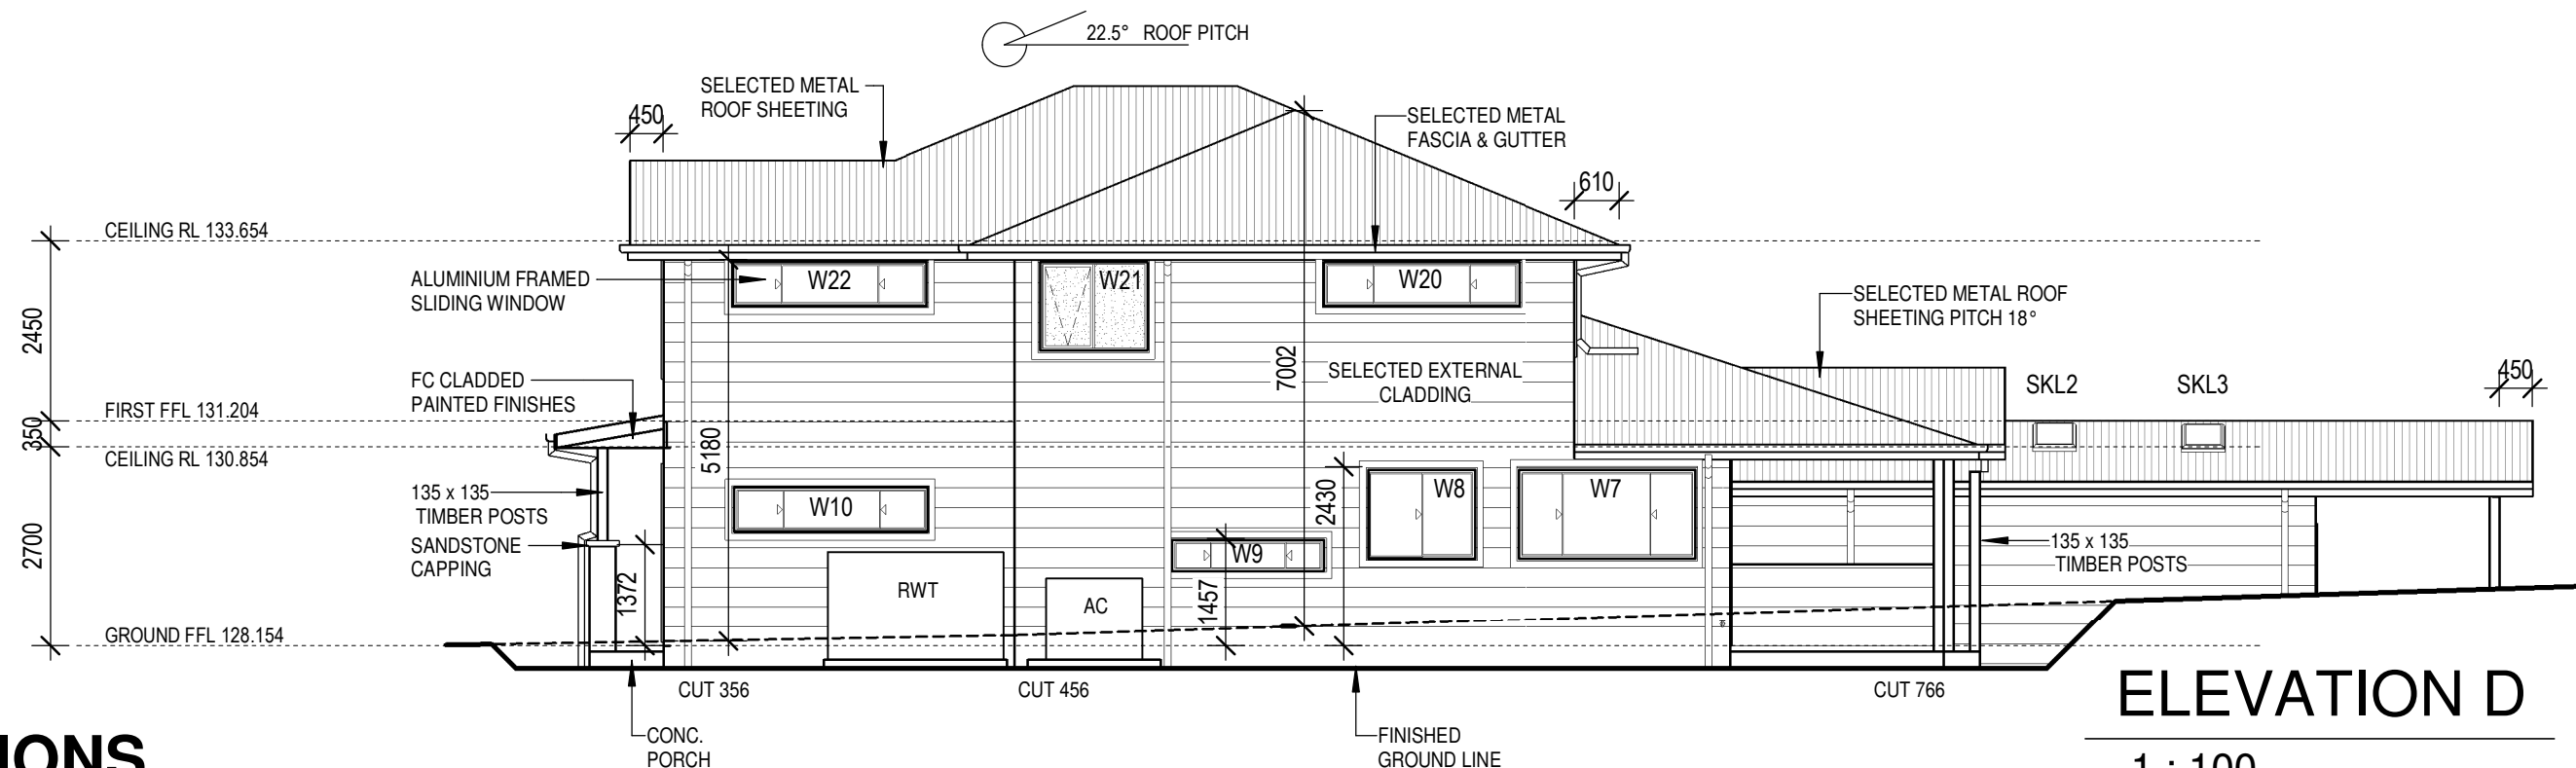 22.5° ROOF PITCH
SELECTED METAL
ROOF SHEETING
450
SELECTED METAL
FASCIA & GUTTER
610
CEILING RL 133.654
ALUMINIUM FRAMED
SLIDING WINDOW
W22
W21
W20
SELECTED METAL ROOF
SHEETING PITCH 18°
2450
7002
SELECTED EXTERNAL
CLADDING
FC CLADDED
PAINTED FINISHES
SKL2
SKL3
450
FIRST FFL 131.204
350
CEILING RL 130.854
5180
135 x 135
TIMBER POSTS
SANDSTONE
CAPPING
W10
2430
W8
W7
2700
W9
135 x 135
TIMBER POSTS
1372
RWT
AC
1457
GROUND FFL 128.154
CUT 356
CUT 456
CUT 766
CONC.
PORCH
FINISHED
GROUND LINE
ELEVATION D
1 : 100
IONS